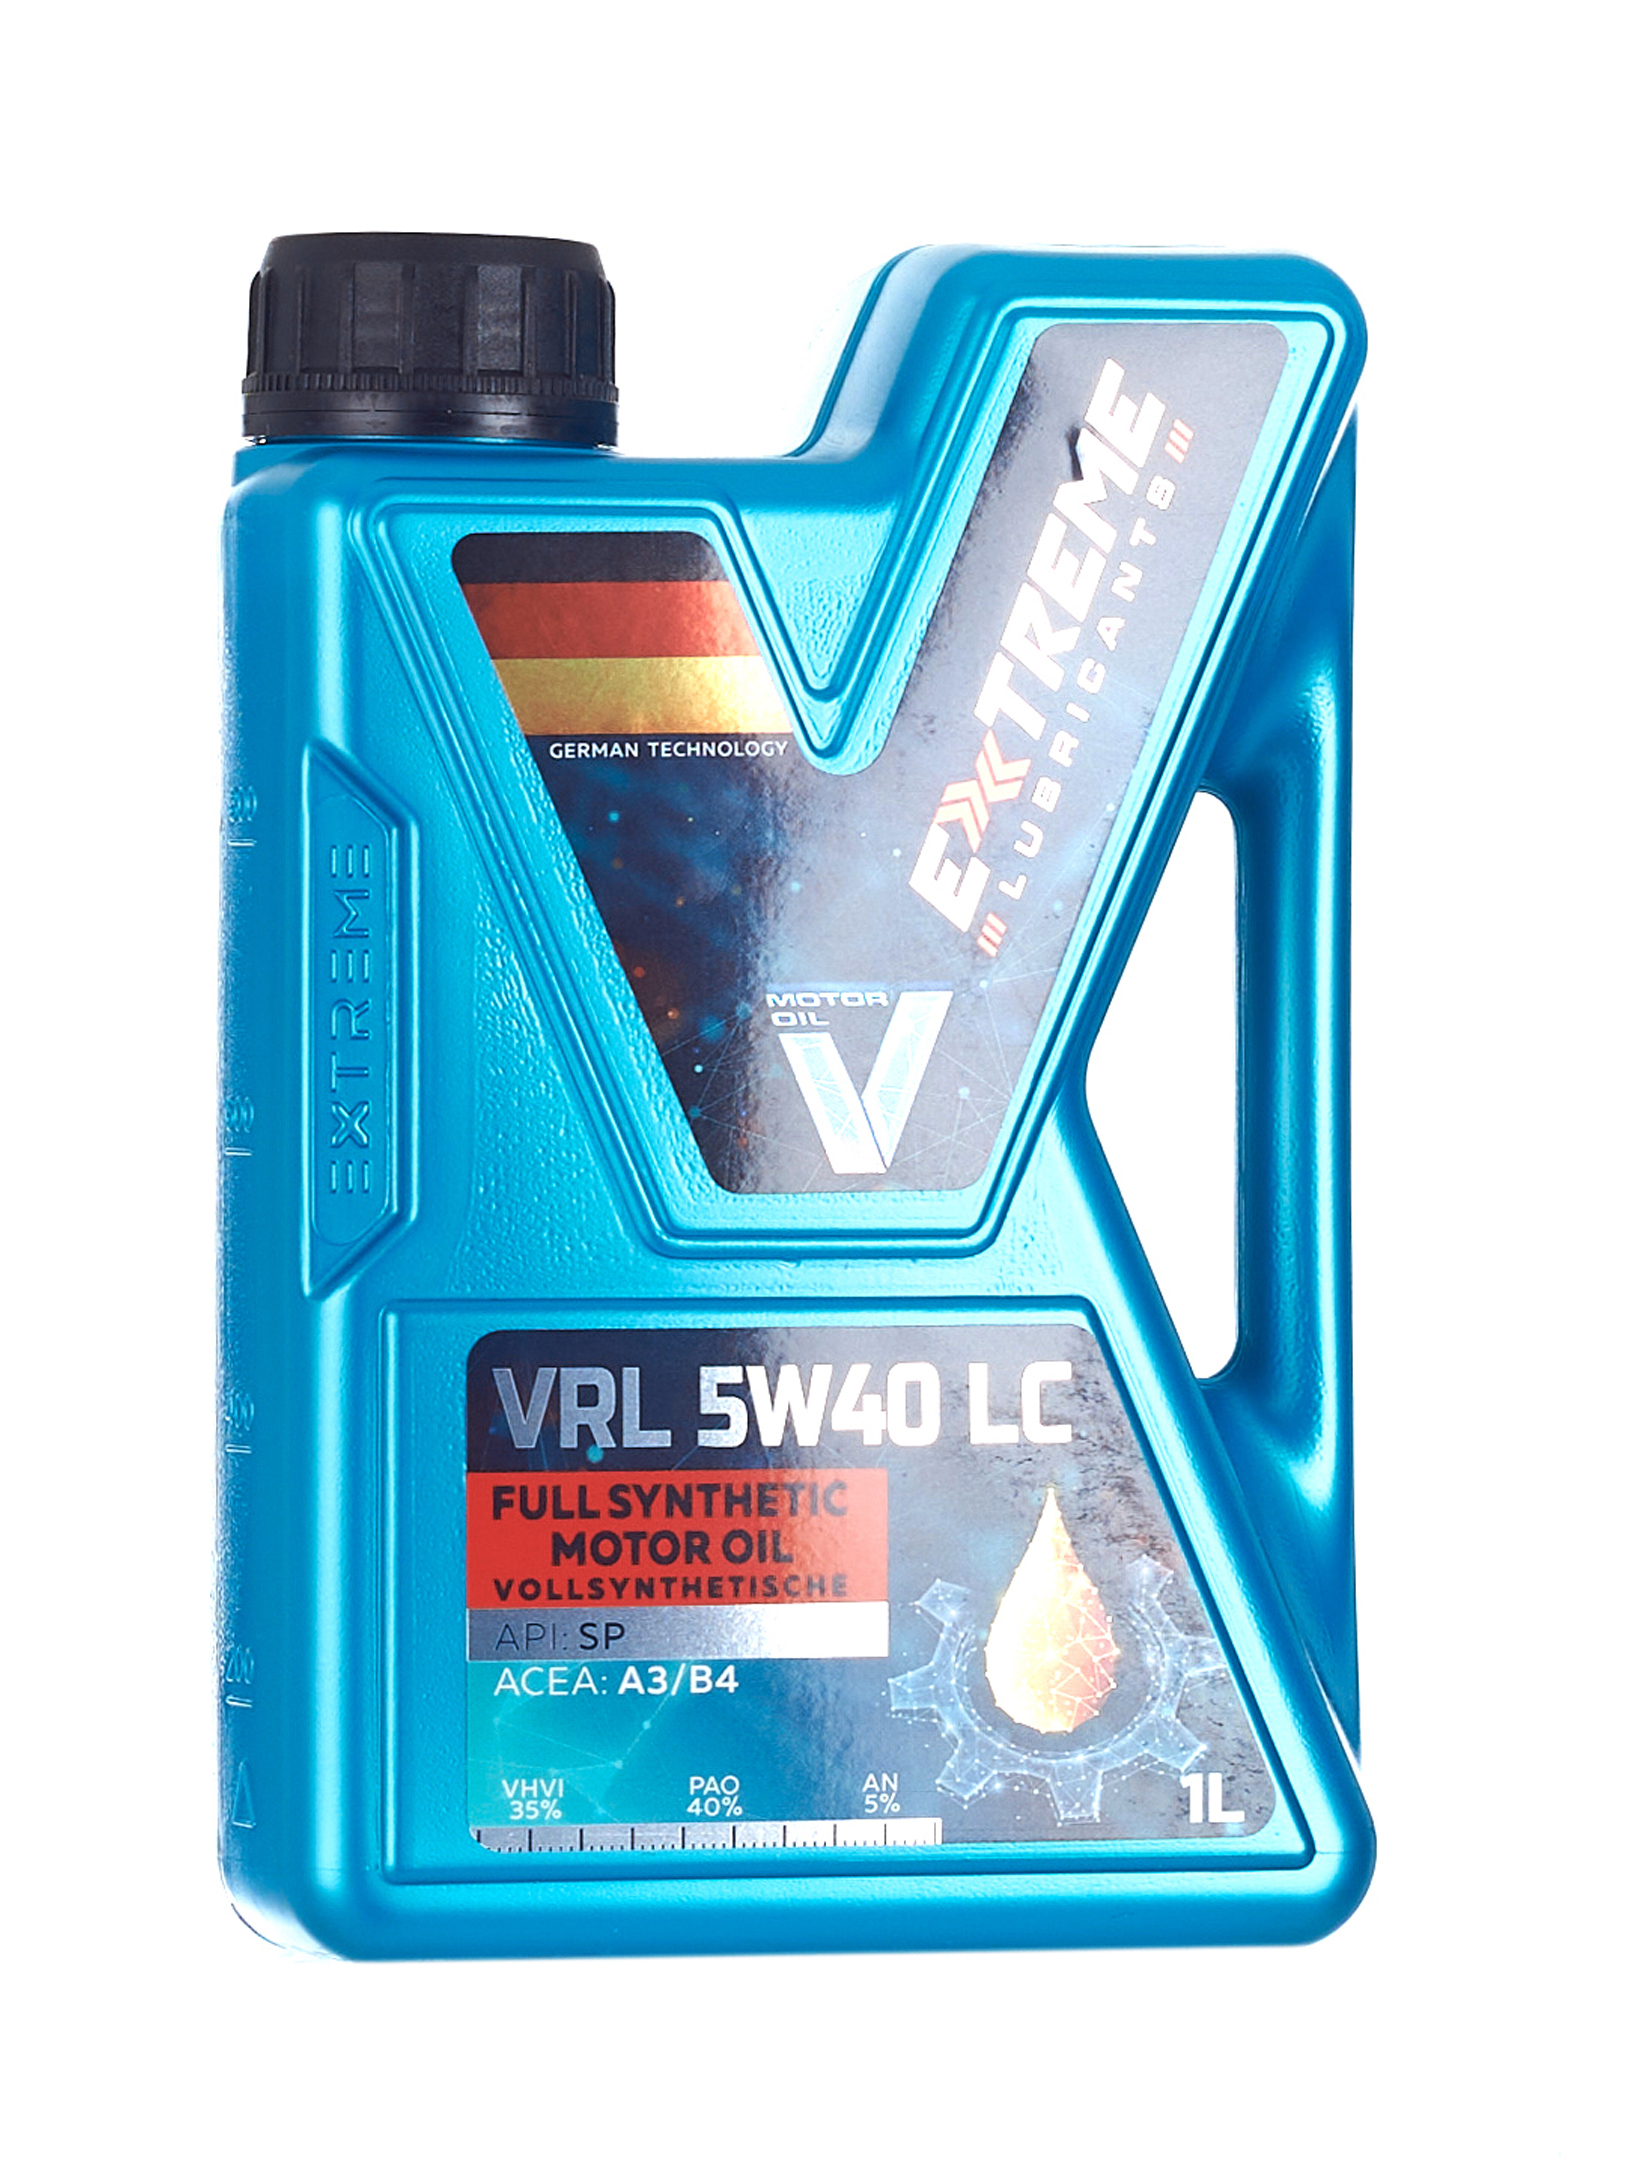 GERMAN TECHNOLOGY
EXTREME
LUBRICANTS
EXTREME
MOTOR
OIL
V
VRL 5W40 LC
FULL SYNTHETIC
MOTOR OIL
VOLLSYNTHETISCHE
API: SP
ACEA: A3/B4
VHVI
35%
PAO
40%
AN
5%
1L